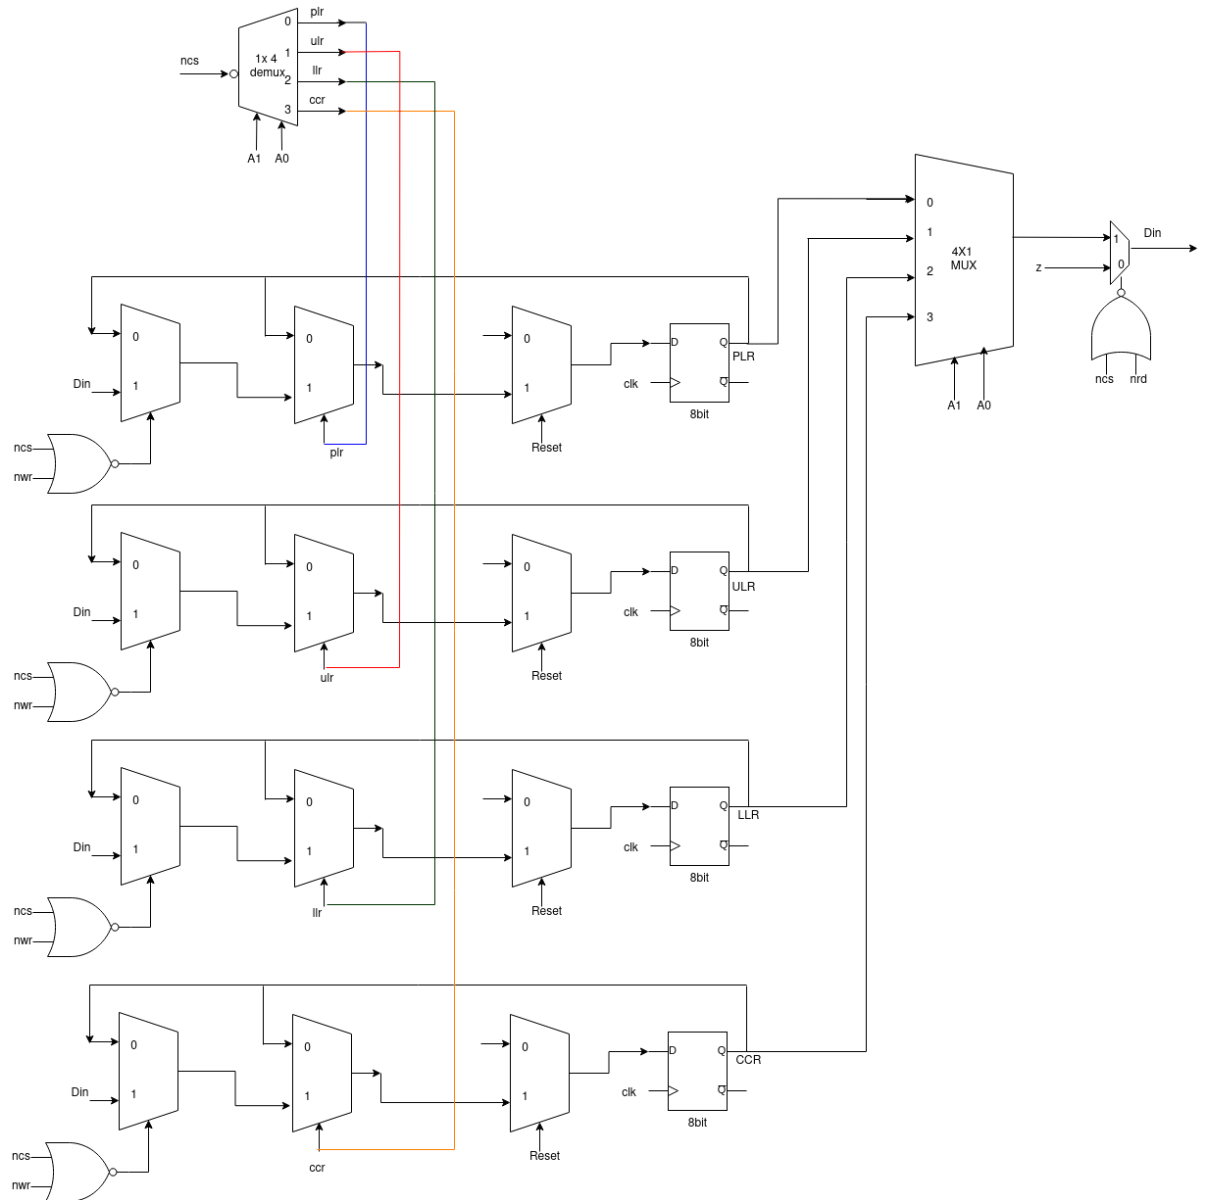 plr
0
ulr
ncs
1x 4
1
demux
2
llr
ccr
3
A1 A0
0
1
4X1
MUX
2
3
A1 A0
1
Din
z
0
ncs nrd
0
0
0
D Q
PLR
Din
1
1
1
clk
Q
8bit
ncs
nwr
plr
Reset
0
0
0
D Q
ULR
Din
1
1
1
clk
Q
8bit
ncs
nwr
ulr
Reset
0
0
0
D Q
LLR
Din
1
1
1
clk
Q
8bit
ncs
nwr
llr
Reset
0
0
0
D Q
CCR
Din
1
1
1
clk
Q
8bit
ncs
nwr
ccr
Reset